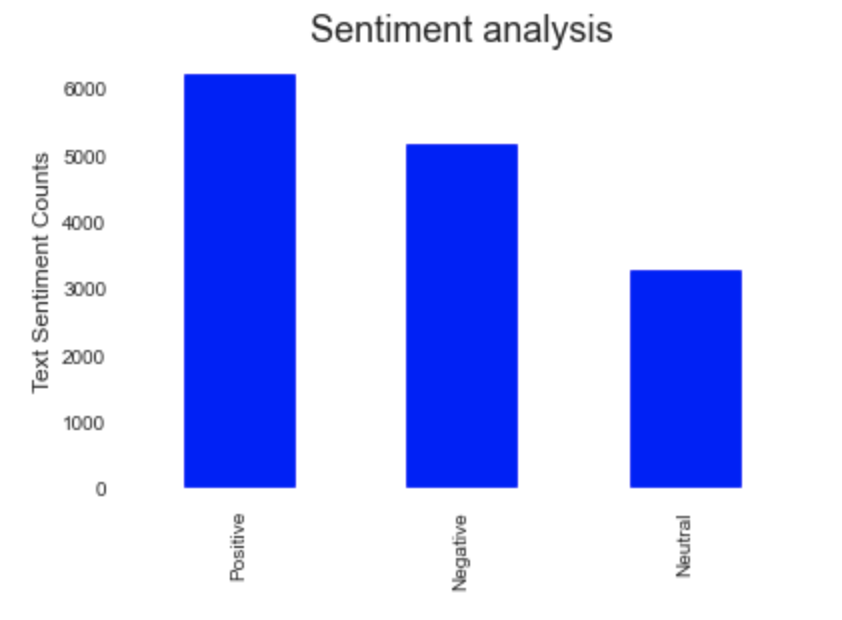 Sentiment analysis
Text Sentiment Counts
6000
5000
4000
3000
2000
1000
0
Positive
Negative
Neutral